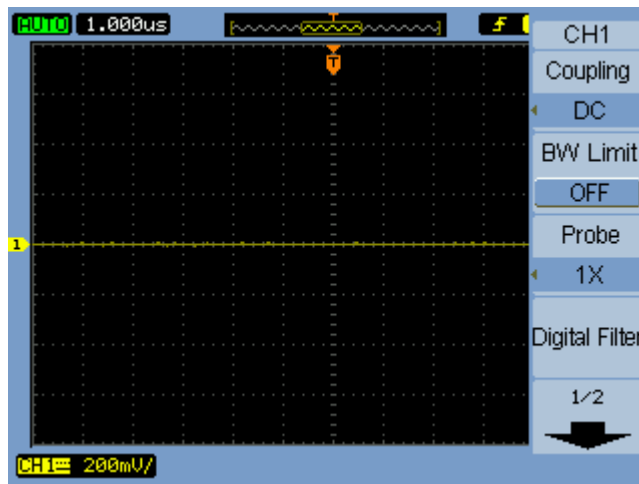 AUTO 1.000us
T
CH1
Coupling
DC
BW Limit
OFF
Probe
1X
1
Digital Filter
1/2
CH1 200mV/